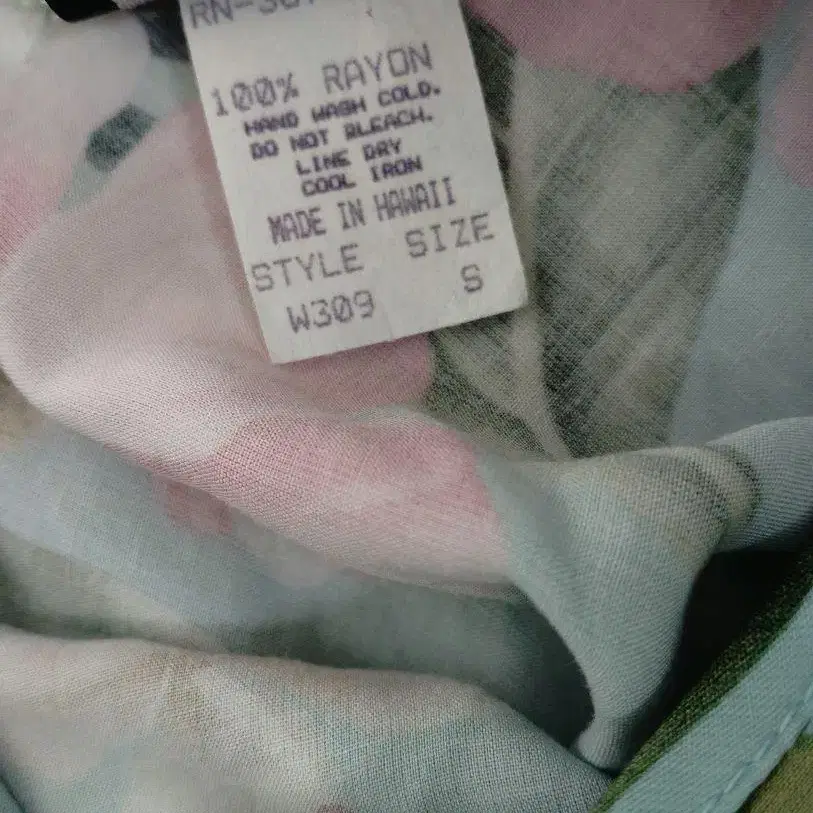 100% RAYON
HAND WASH COLD.
DO NOT BLEACH.
LINE DRY
COOL IRON
MADE IN HAWAII
STYLE SIZE
W309 S